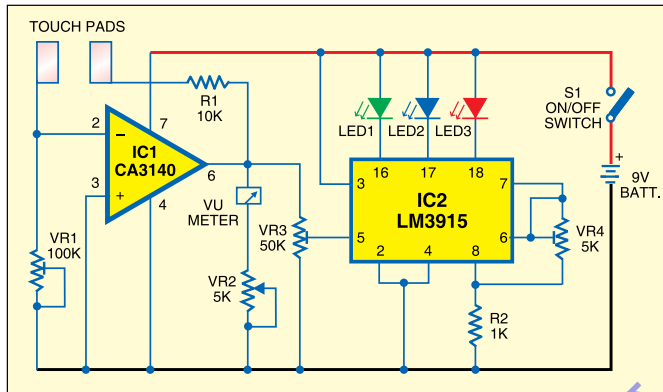 TOUCH PADS
R1
10K
2
7
IC1
CA3140
3
6
4
VR1
100K
VU
METER
VR2
5K
VR3
50K
LED1
LED2
LED3
16
17
18
3
7
IC2
LM3915
5
6
2
4
8
VR4
5K
R2
1K
S1
ON/OFF
SWITCH
+
9V
BATT.